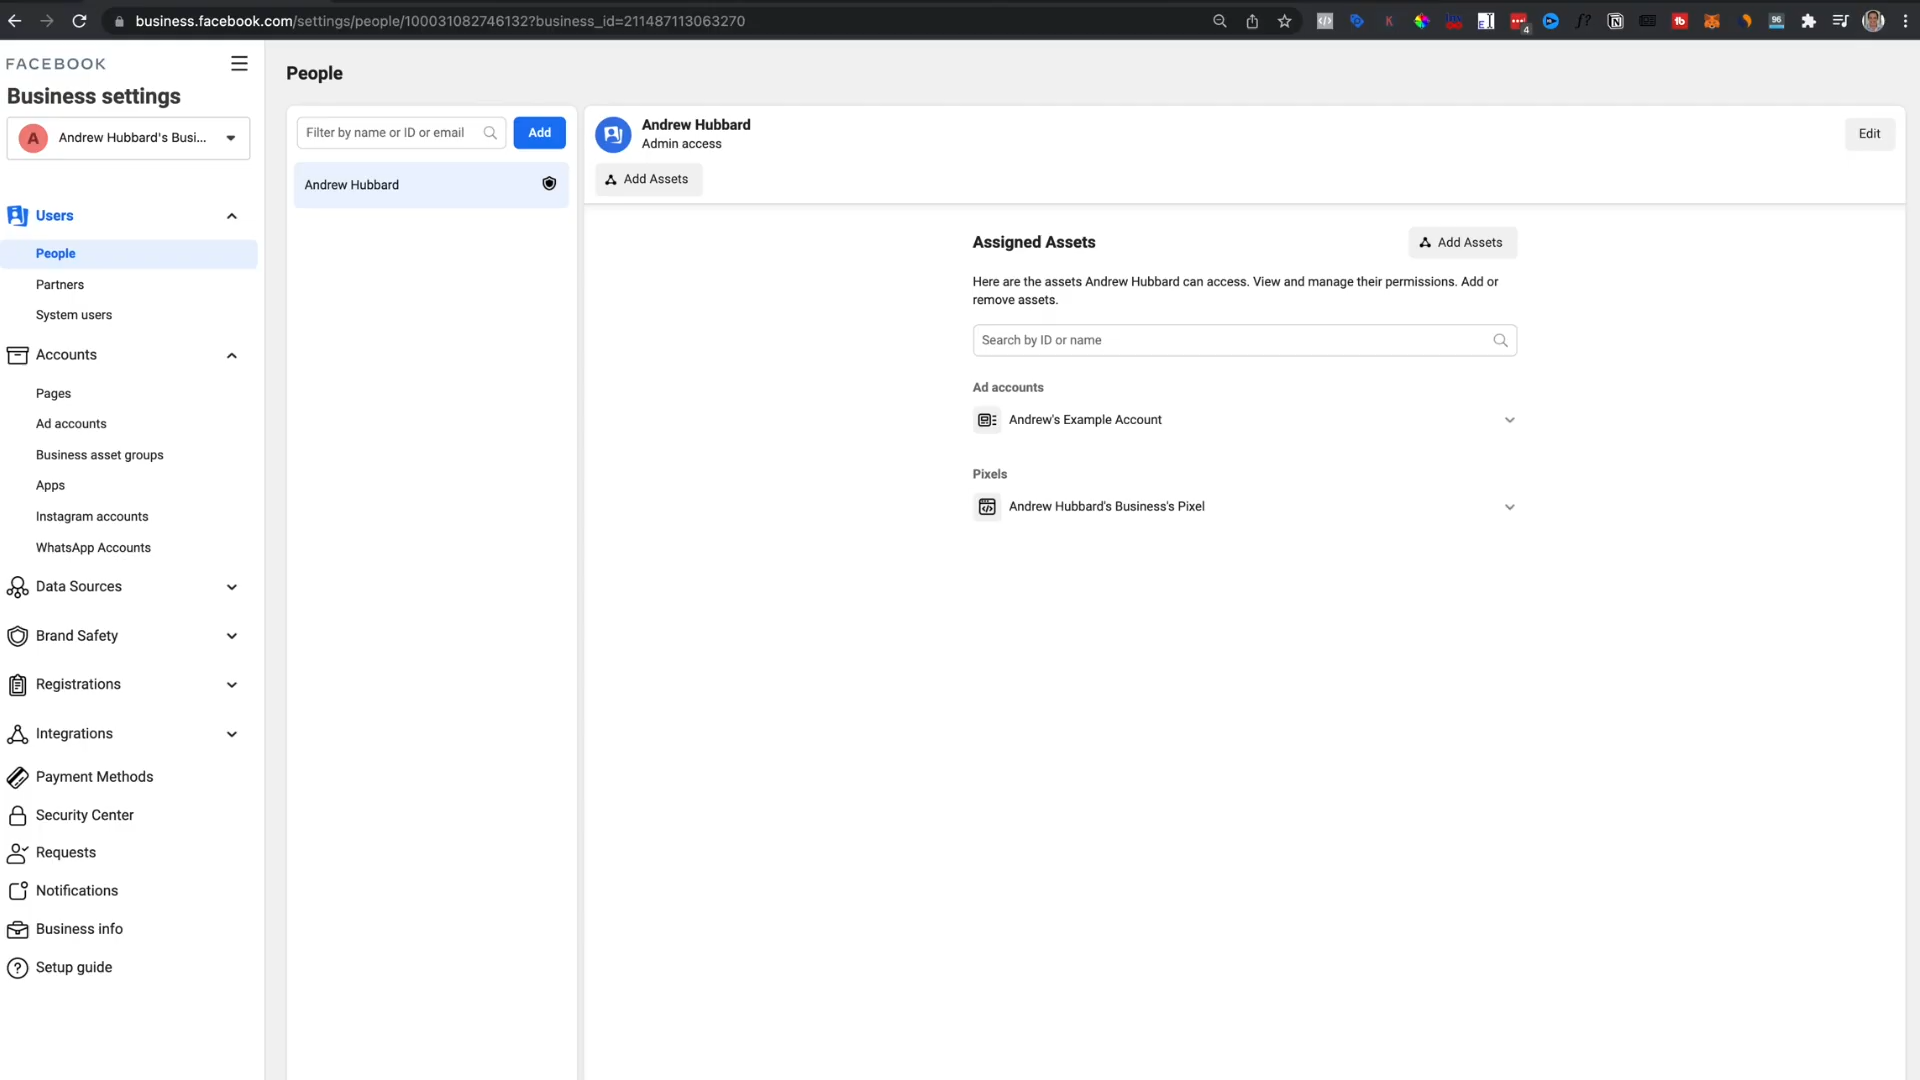 business.facebook.com/settings/people/100031082746132?business_id=211487113063270
K
4
f?
N
tb
96
FACEBOOK
Business settings
A
Andrew Hubbard's Busi...
Users
People
Partners
System users
Accounts
Pages
Ad accounts
Business asset groups
Apps
Instagram accounts
WhatsApp Accounts
Data Sources
Brand Safety
Registrations
Integrations
Payment Methods
Security Center
Requests
Notifications
Business info
Setup guide
People
Filter by name or ID or email
Add
Andrew Hubbard
Andrew Hubbard
Admin access
Edit
Add Assets
Assigned Assets
Add Assets
Here are the assets Andrew Hubbard can access. View and manage their permissions. Add or
remove assets.
Search by ID or name
Ad accounts
Andrew's Example Account
Pixels
Andrew Hubbard's Business's Pixel